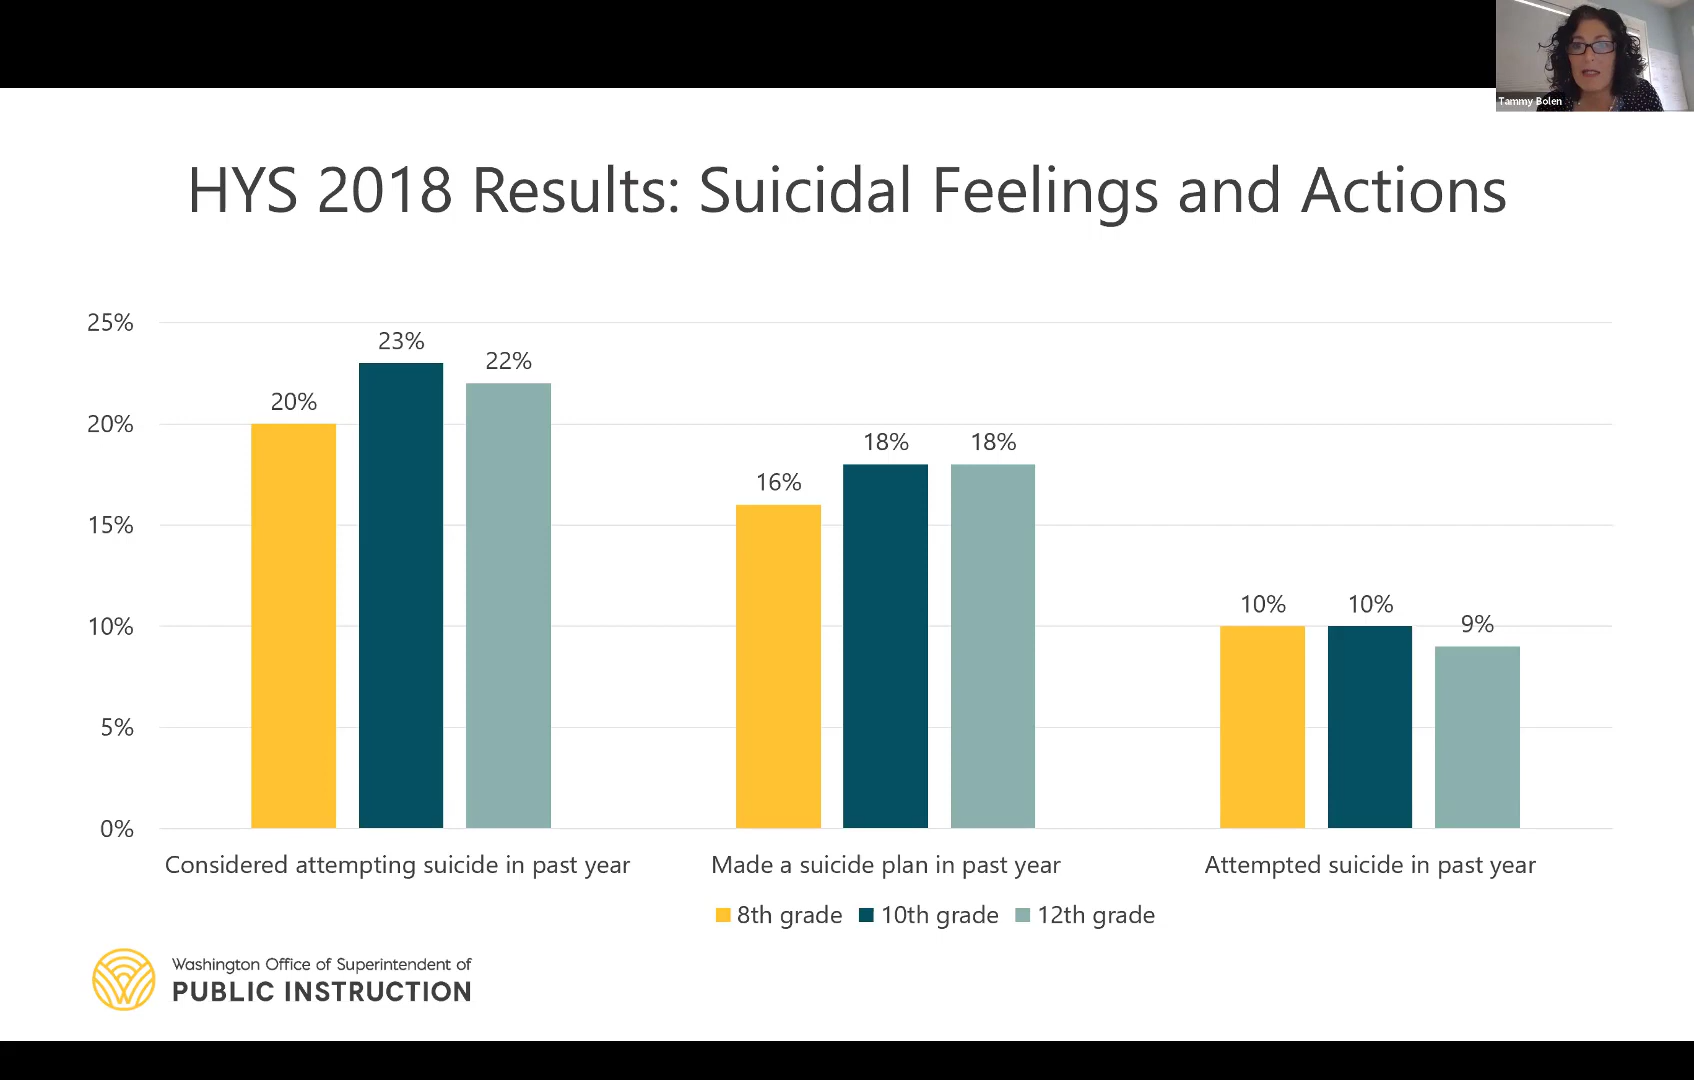 Tammy Bolen
HYS 2018 Results: Suicidal Feelings and Actions
25%
20%
15%
10%
5%
0%
20%
23%
22%
16%
18%
18%
10%
10%
9%
Considered attempting suicide in past year
Made a suicide plan in past year
Attempted suicide in past year
8th grade 10th grade 12th grade
Washington Office of Superintendent of
PUBLIC INSTRUCTION